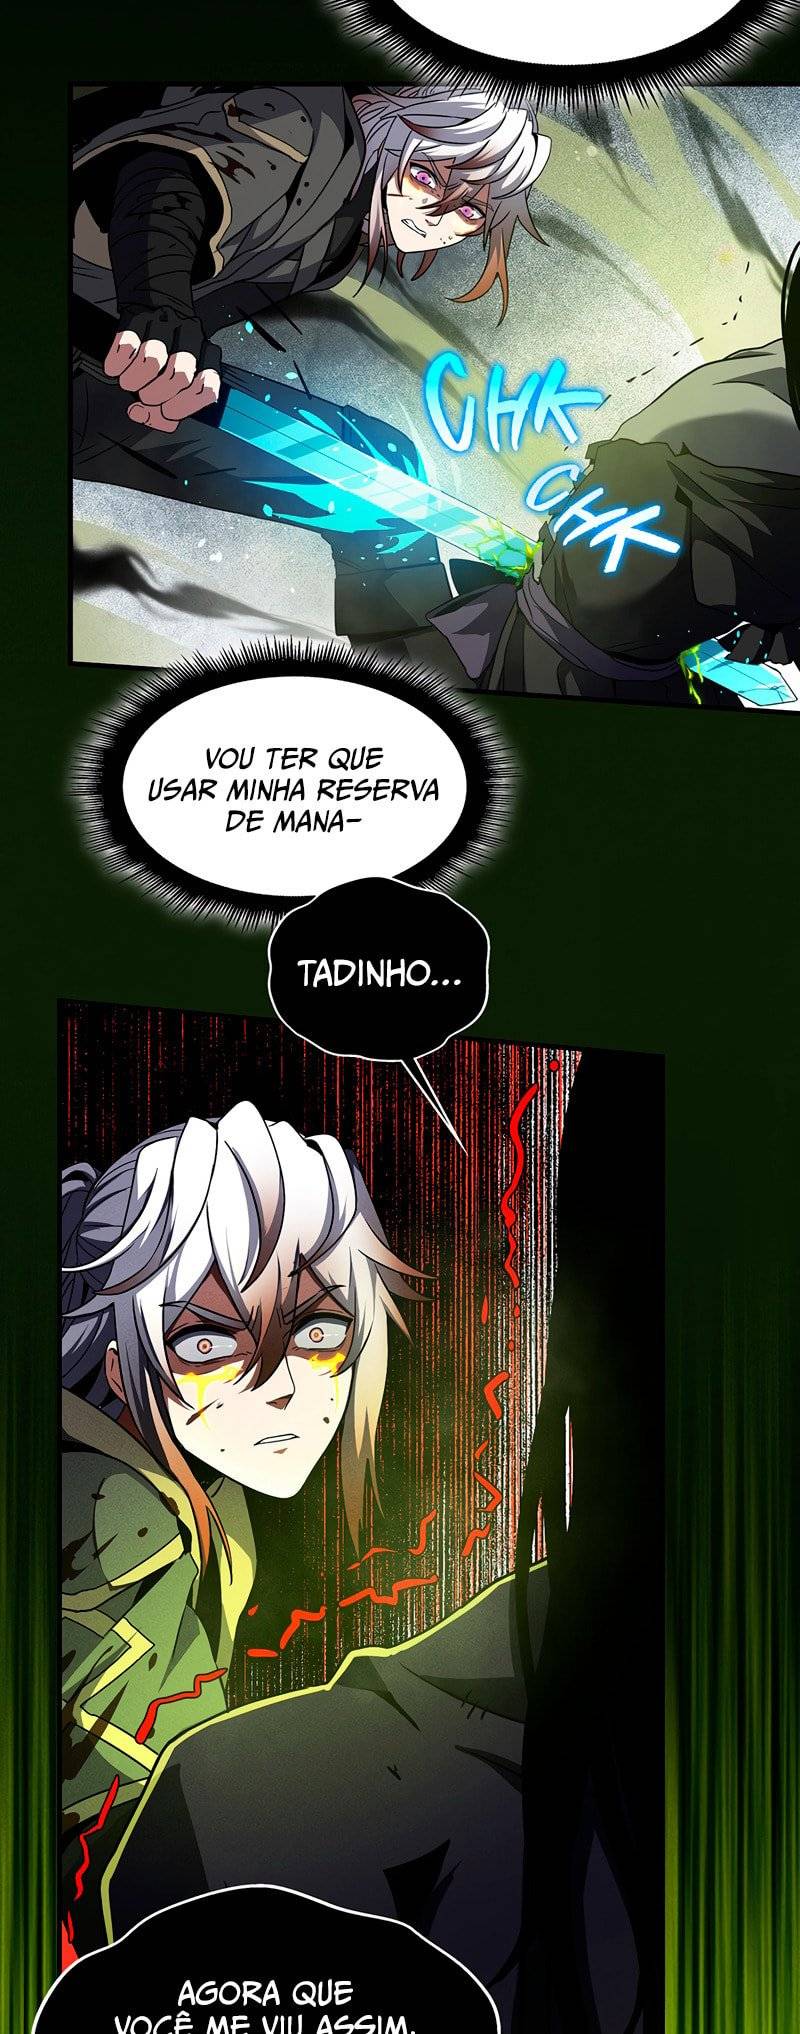 CHK
CHK
VOU TER QUE
USAR MINHA RESERVA
DE MANA-
TADINHO...
AGORA QUE
VOCÊ ME VIU ASSIM,